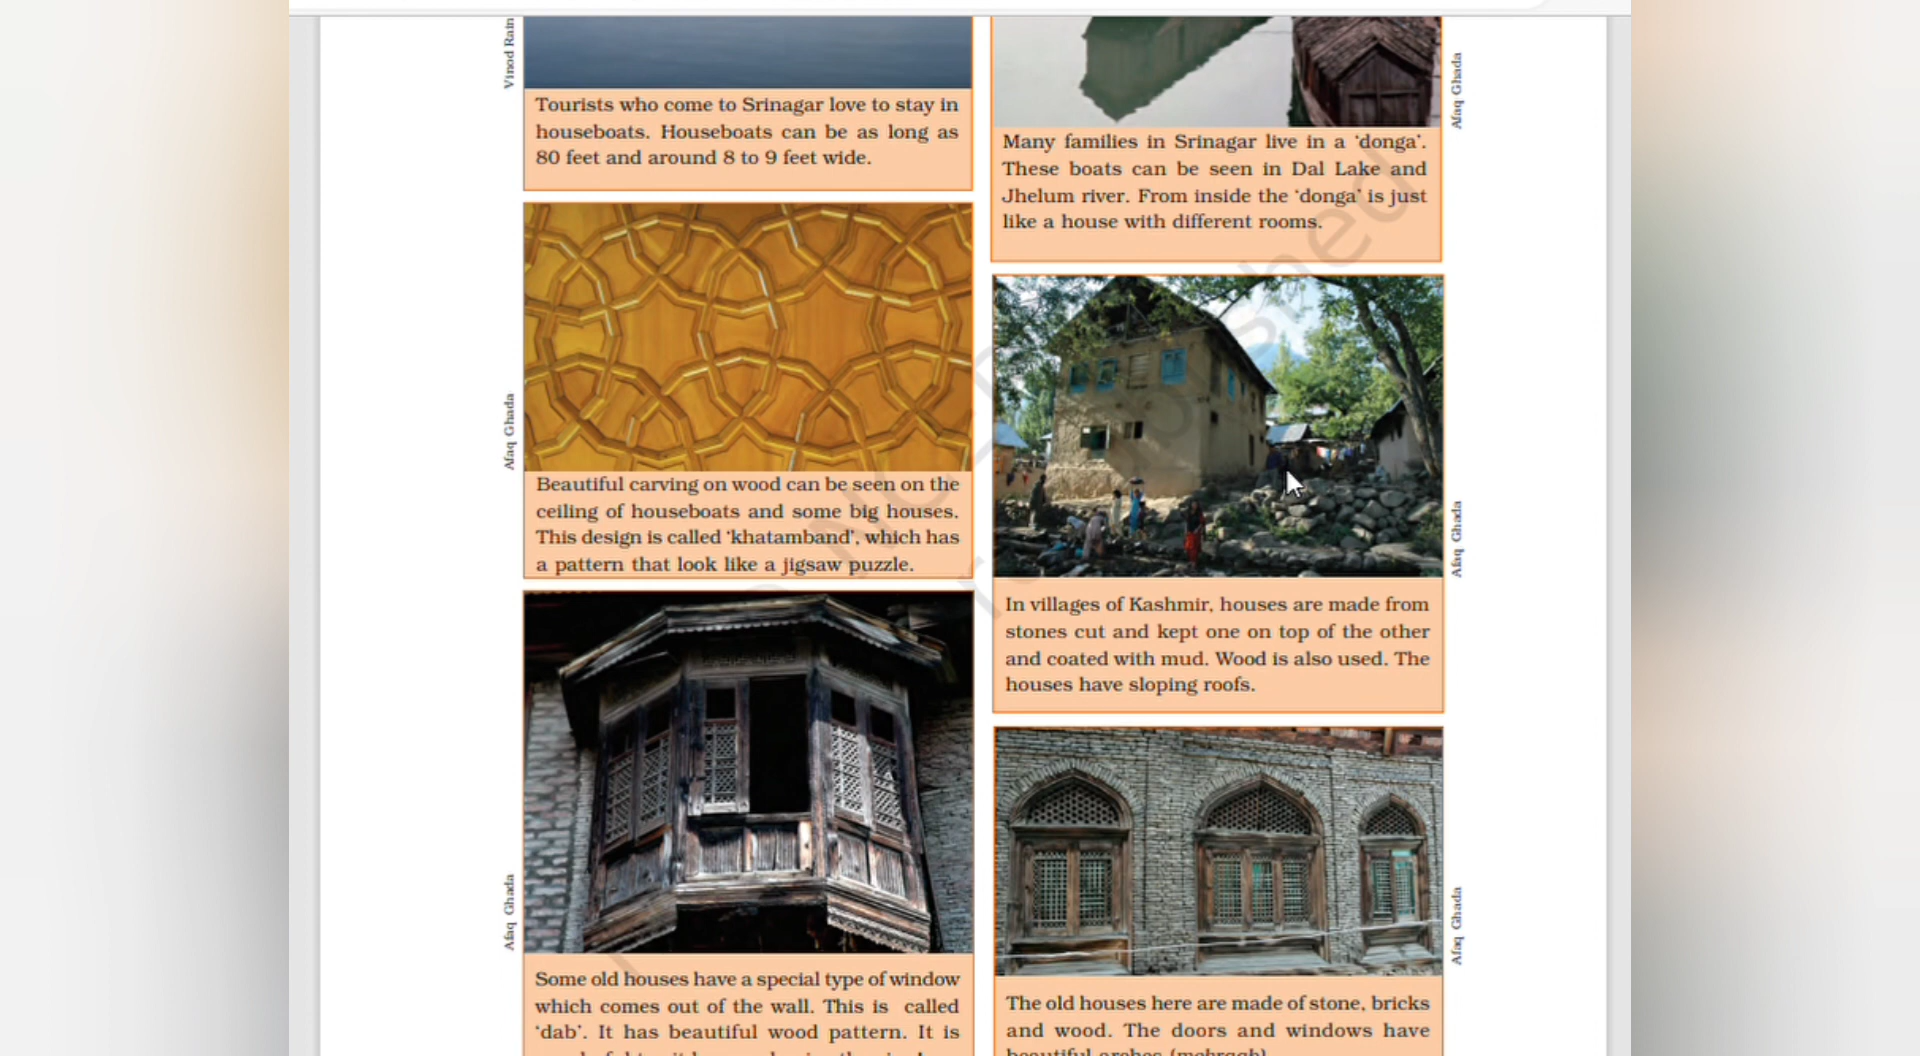 Vinod Rain
Tourists who come to Srinagar love to stay in
houseboats. Houseboats can be as long as
80 feet and around 8 to 9 feet wide.
Afaq Ghada
Many families in Srinagar live in a ‘donga’.
These boats can be seen in Dal Lake and
Jhelum river. From inside the ‘donga’ is just
like a house with different rooms.
Afaq Ghada
Beautiful carving on wood can be seen on the
ceiling of houseboats and some big houses.
This design is called ‘khatamband’, which has
a pattern that look like a jigsaw puzzle.
Afaq Ghada
In villages of Kashmir, houses are made from
stones cut and kept one on top of the other
and coated with mud. Wood is also used. The
houses have sloping roofs.
Afaq Ghada
Some old houses have a special type of window
which comes out of the wall. This is called
‘dab’. It has beautiful wood pattern. It is
Afaq Ghada
The old houses here are made of stone, bricks
and wood. The doors and windows have
beautiful arches (mehraab).